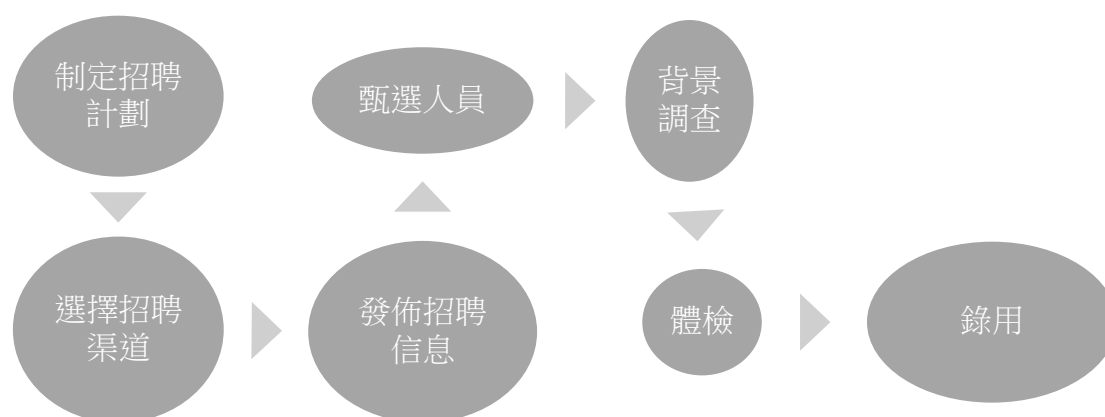 制定招聘
計劃
選擇招聘
渠道
發佈招聘
信息
甄選人員
背景
調查
體檢
錄用